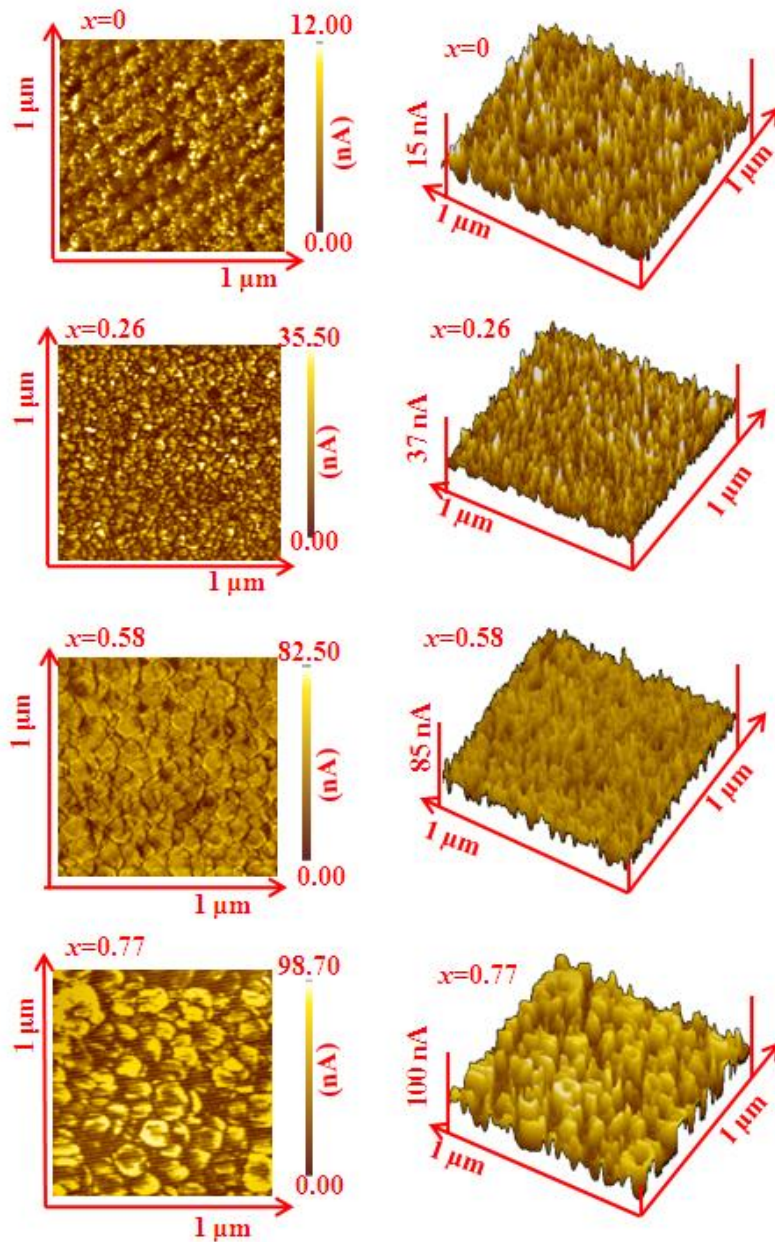 x=0
12.00
1 µm
(nA)
0.00
1 µm
x=0
15 nA
1 µm
1 µm
x=0.26
35.50
1 µm
(nA)
0.00
1 µm
x=0.26
37 nA
1 µm
1 µm
x=0.58
82.50
1 µm
(nA)
0.00
1 µm
x=0.58
85 nA
1 µm
1 µm
x=0.77
98.70
1 µm
(nA)
0.00
1 µm
x=0.77
100 nA
1 µm
1 µm